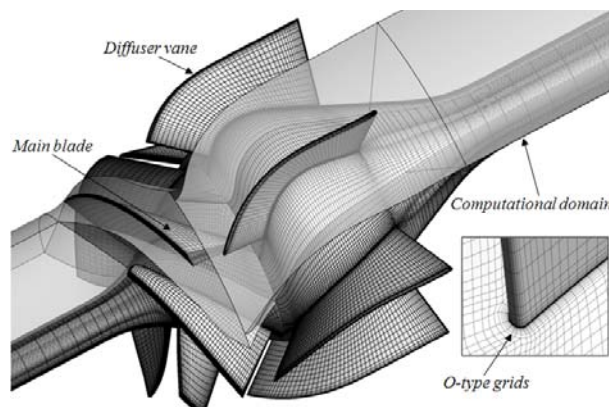 Diffuser vane
Main blade
Computational domain
O-type grids